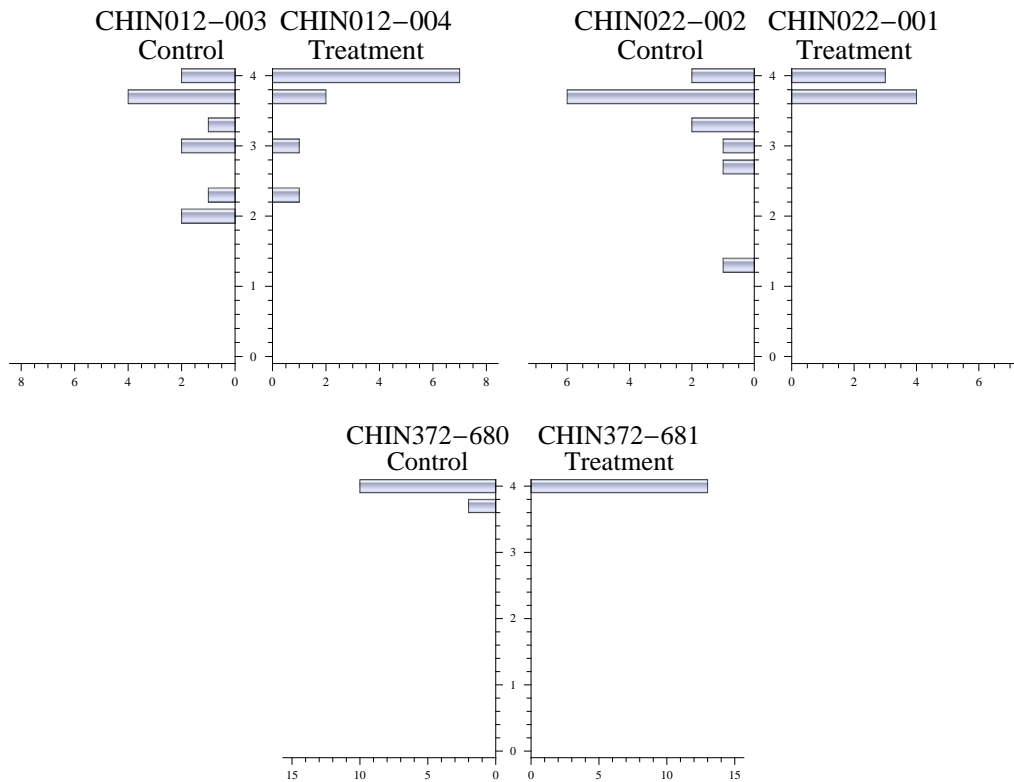 CHIN012−003 CHIN012−004
Control Treatment
4
3
2
1
0
8 6 4 2 0 0 2 4 6 8
CHIN022−002 CHIN022−001
Control Treatment
4
3
2
1
0
6 4 2 0 0 2 4 6
CHIN372−680 CHIN372−681
Control Treatment
4
3
2
1
0
15 10 5 0 0 5 10 15